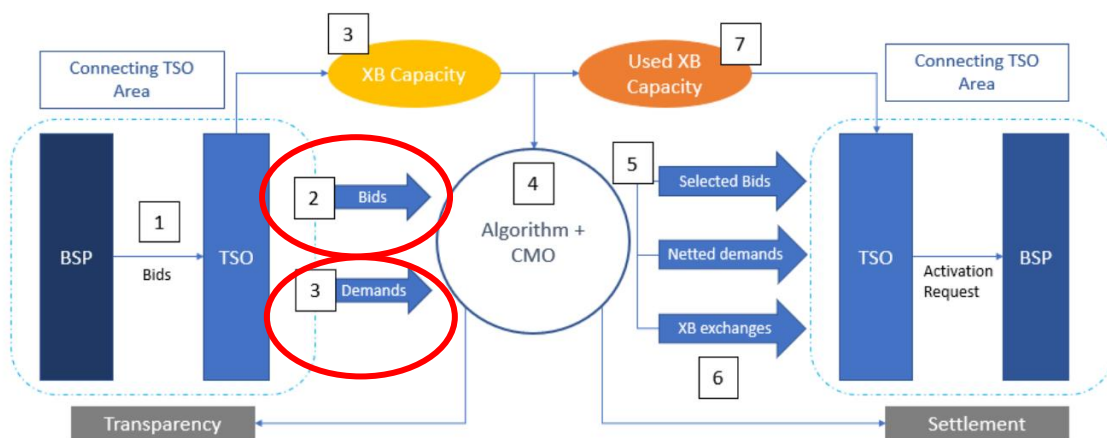 3
7
Connecting TSO
Area
XB Capacity
Used XB
Capacity
Connecting TSO
Area
BSP
1
Bids
TSO
2
Bids
3
Demands
4
Algorithm +
CMO
5
Selected Bids
Netted demands
XB exchanges
6
TSO
Activation
Request
BSP
Transparency
Settlement